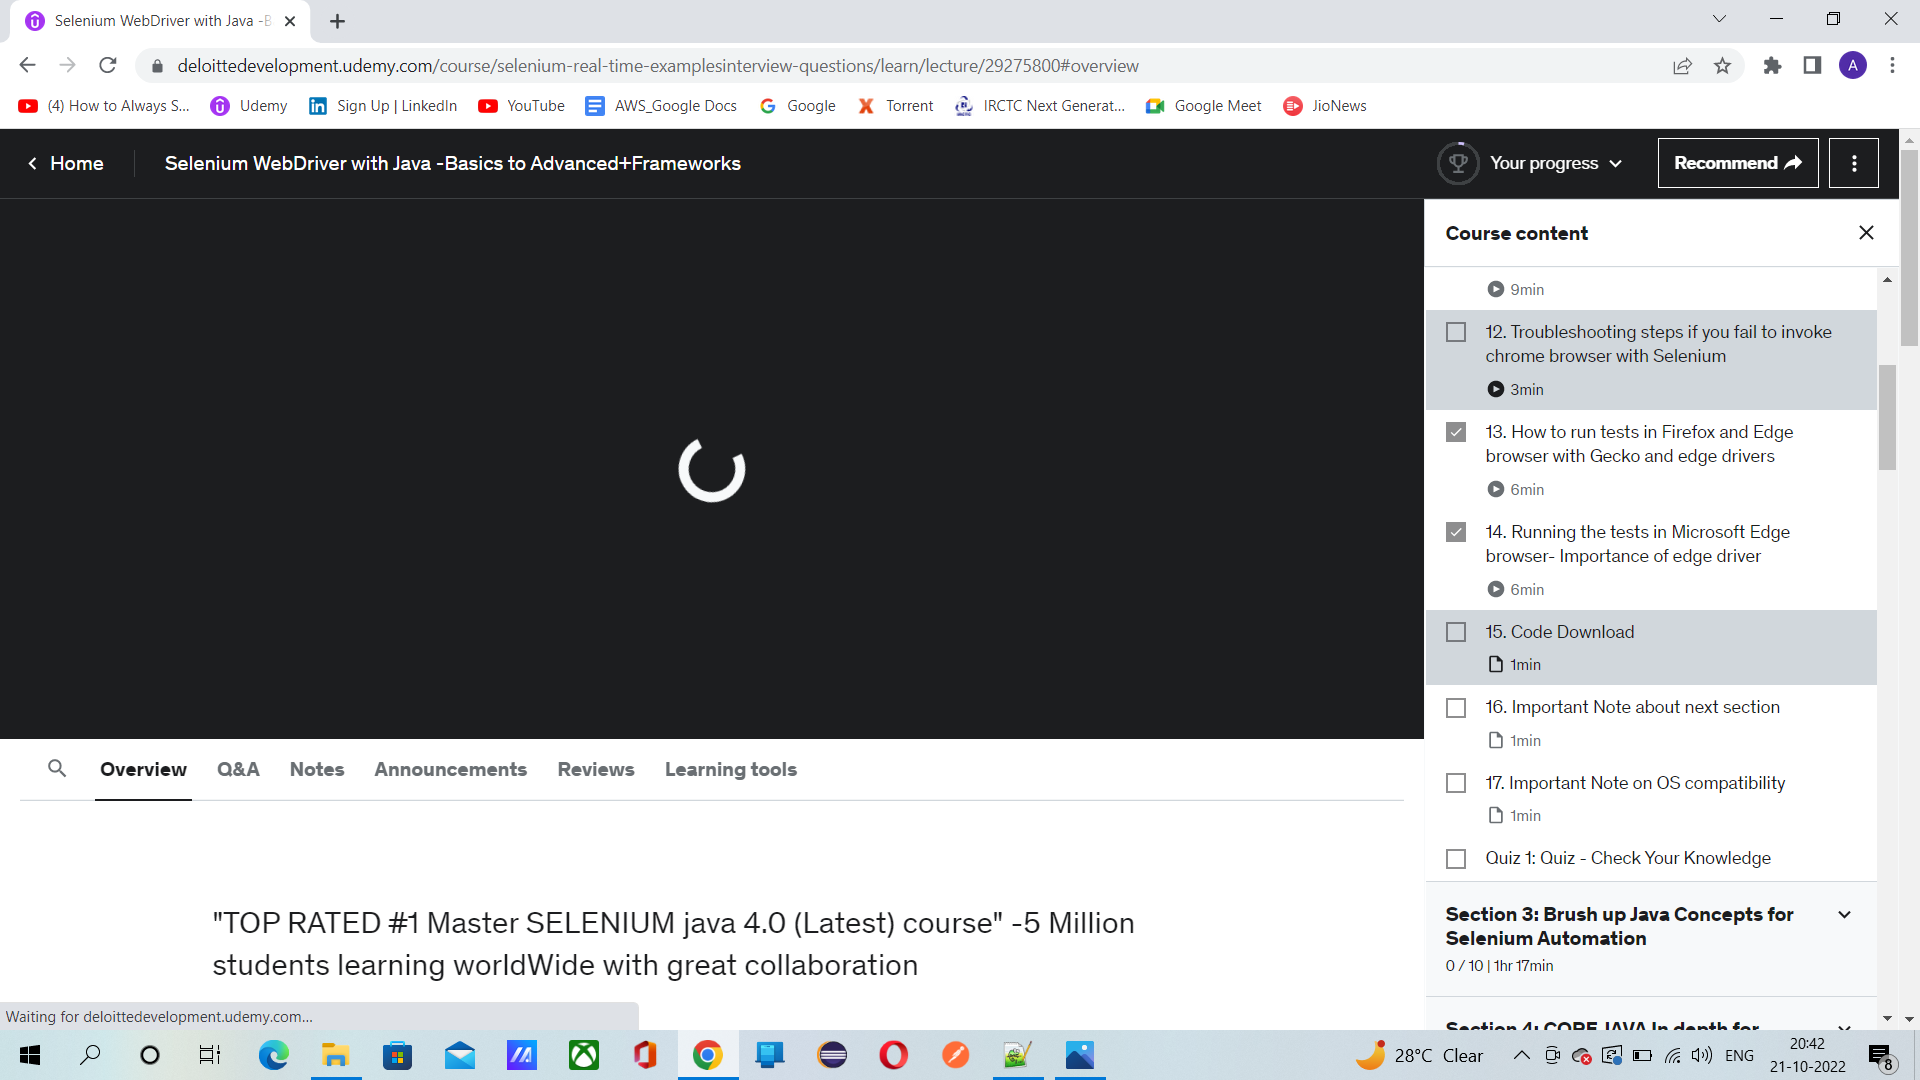 Selenium WebDriver with Java -B
deloittedevelopment.udemy.com/course/selenium-real-time-examplesinterview-questions/learn/lecture/29275800#overview
A
(4) How to Always S...
Udemy
Sign Up | LinkedIn
YouTube
AWS_Google Docs
Google
Torrent
IRCTC Next Generat...
Google Meet
JioNews
Home
Selenium WebDriver with Java -Basics to Advanced+Frameworks
Your progress
Recommend
Course content
9min
12. Troubleshooting steps if you fail to invoke
chrome browser with Selenium
3min
13. How to run tests in Firefox and Edge
browser with Gecko and edge drivers
6min
14. Running the tests in Microsoft Edge
browser- Importance of edge driver
6min
15. Code Download
1min
16. Important Note about next section
1min
17. Important Note on OS compatibility
1min
Quiz 1: Quiz - Check Your Knowledge
Section 3: Brush up Java Concepts for
Selenium Automation
0 / 10 | 1hr 17min
Section 4: CORE JAVA In depth for
Overview
Q&A
Notes
Announcements
Reviews
Learning tools
"TOP RATED #1 Master SELENIUM java 4.0 (Latest) course" -5 Million
students learning worldWide with great collaboration
Waiting for deloittedevelopment.udemy.com...
28°C Clear
ENG
20:42
21-10-2022
8